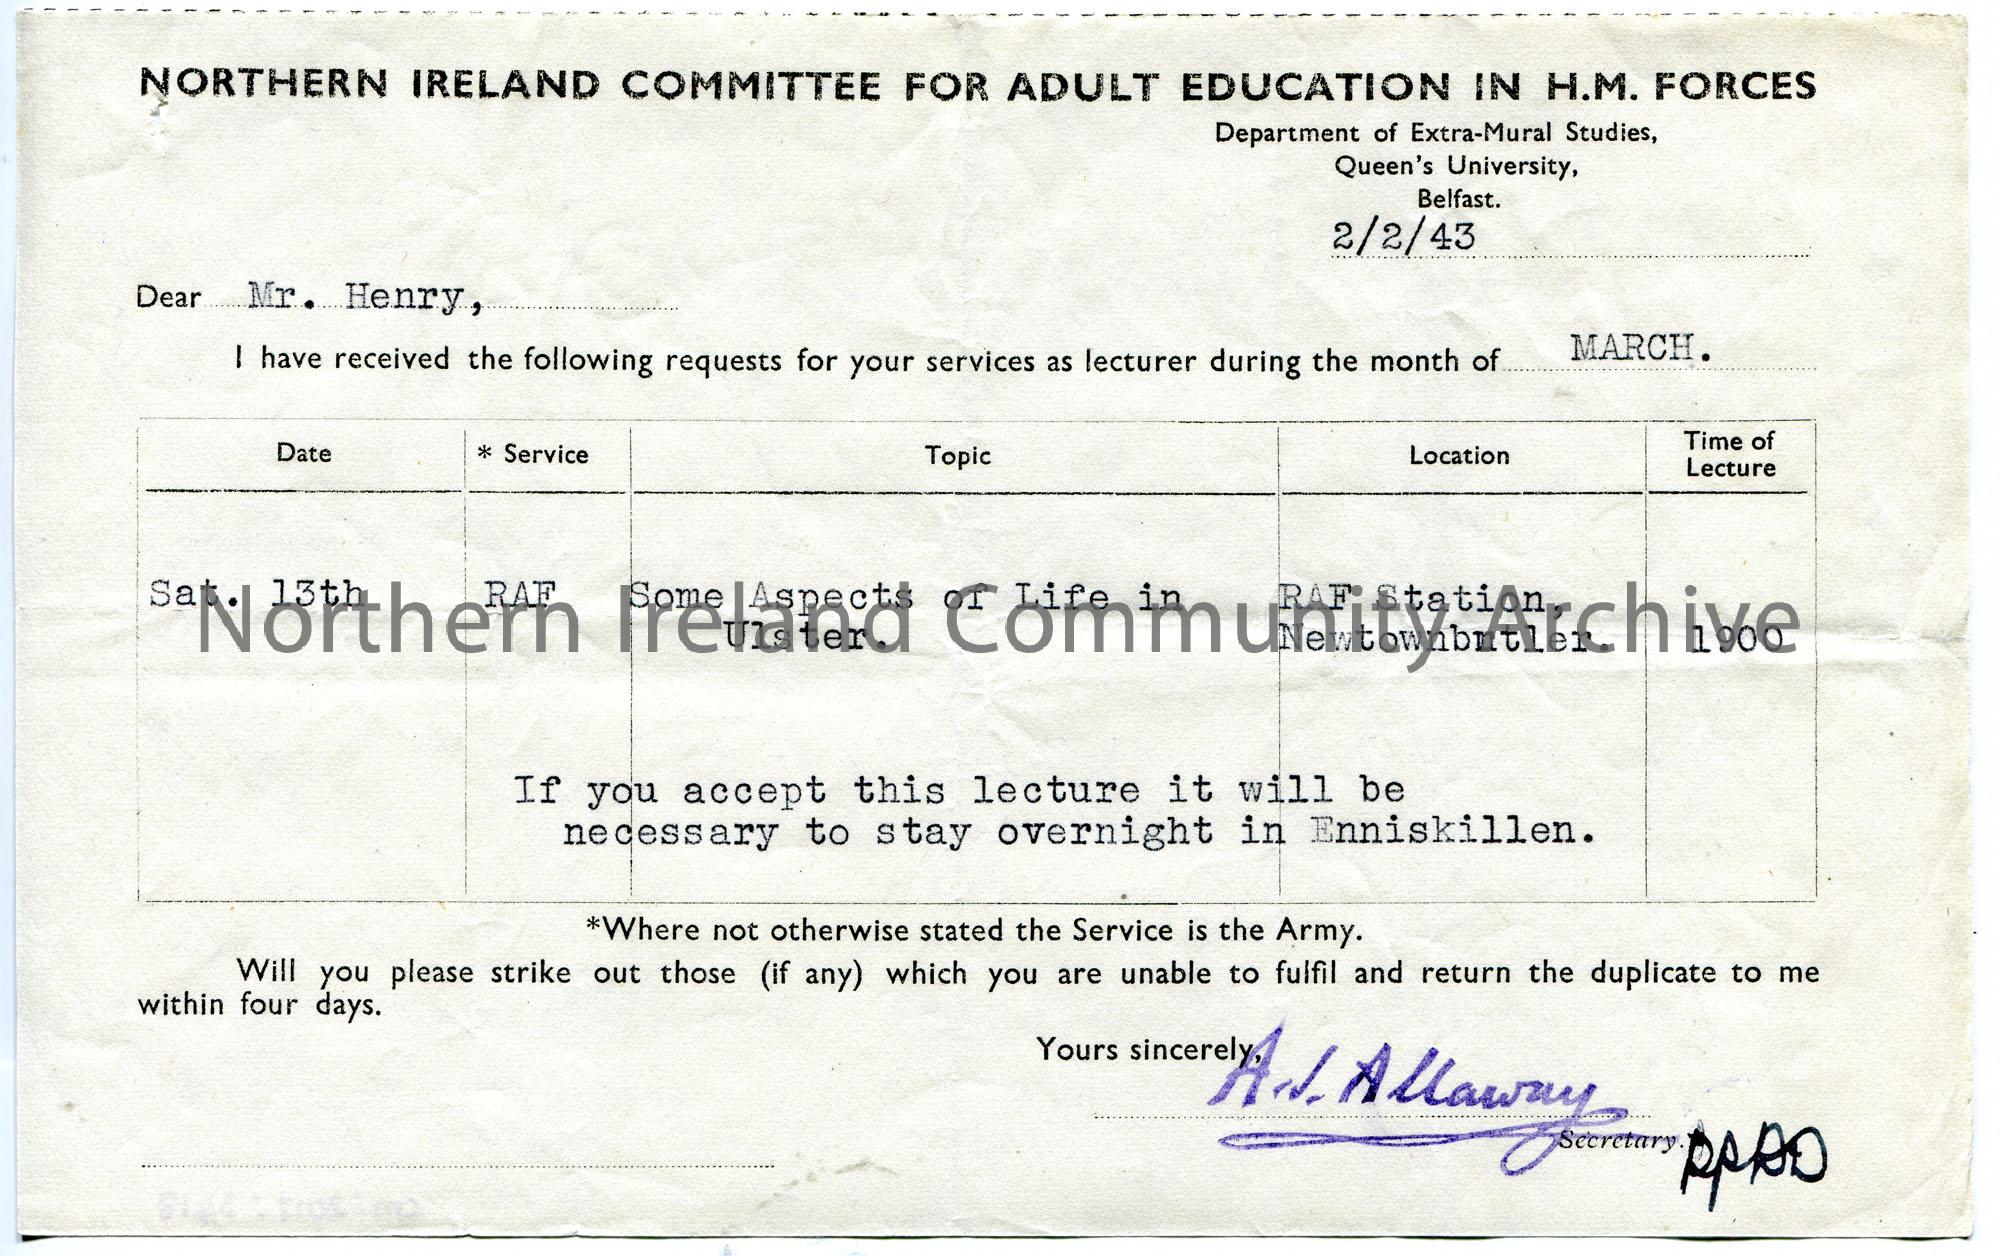 NORTHERN IRELAND COMMITTEE FOR ADULT EDUCATION IN H.M. FORCES
Department of Extra-Mural Studies,
Queen's University,
Belfast.
2/2/43
Dear Mr. Henry,
I have received the following requests for your services as lecturer during the month of MARCH.
Date * Service Topic Location Time of Lecture
Sat. 13th RAF Some Aspects of Life in RAF Station,
Ulster. Newtownbutler. 1900
Northern Ireland Community Archive
If you accept this lecture it will be
necessary to stay overnight in Enniskillen.
*Where not otherwise stated the Service is the Army.
Will you please strike out those (if any) which you are unable to fulfil and return the duplicate to me
within four days.
Yours sincerely,
A.J. Allaway
Secretary.